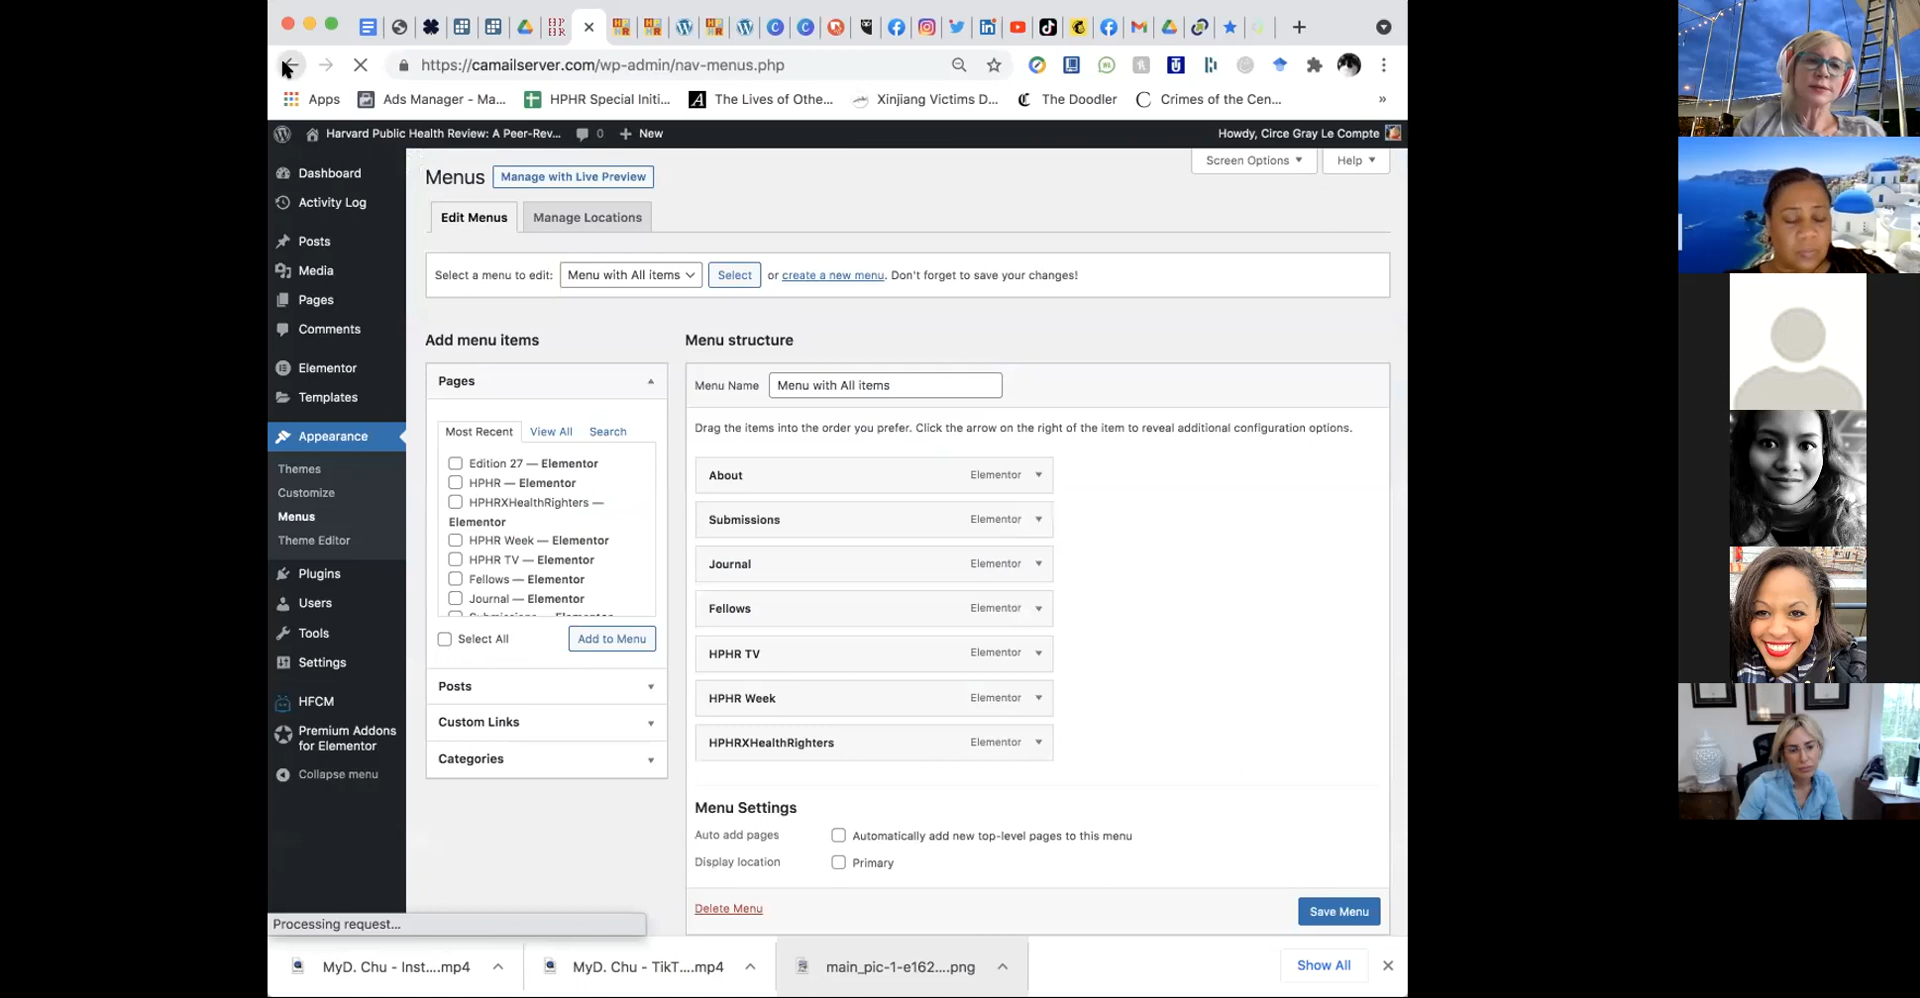 https://camailserver.com/wp-admin/nav-menus.php
Apps
Ads Manager - Ma...
HPHR Special Initi...
The Lives of Othe...
Xinjiang Victims D...
The Doodler
Crimes of the Cen...
»
Harvard Public Health Review: A Peer-Rev...
0
New
Howdy, Circe Gray Le Compte
Dashboard
Activity Log
Posts
Media
Pages
Comments
Elementor
Templates
Appearance
Themes
Customize
Menus
Theme Editor
Plugins
Users
Tools
Settings
HFCM
Premium Addons
for Elementor
Collapse menu
Processing request...
Screen Options
Help
Menus
Manage with Live Preview
Edit Menus
Manage Locations
Select a menu to edit: Menu with All items Select or create a new menu. Don't forget to save your changes!
Add menu items
Pages
Most Recent
View All
Search
Edition 27 — Elementor
HPHR — Elementor
HPHRXHealthRighters —
Elementor
HPHR Week — Elementor
HPHR TV — Elementor
Fellows — Elementor
Journal — Elementor
Submissions — Elementor
Select All
Add to Menu
Posts
Custom Links
Categories
Menu structure
Menu Name
Menu with All items
Drag the items into the order you prefer. Click the arrow on the right of the item to reveal additional configuration options.
About Elementor
Submissions Elementor
Journal Elementor
Fellows Elementor
HPHR TV Elementor
HPHR Week Elementor
HPHRXHealthRighters Elementor
Menu Settings
Auto add pages
Automatically add new top-level pages to this menu
Display location
Primary
Delete Menu
Save Menu
MyD. Chu - Inst....mp4
MyD. Chu - TikT....mp4
main_pic-1-e162....png
Show All